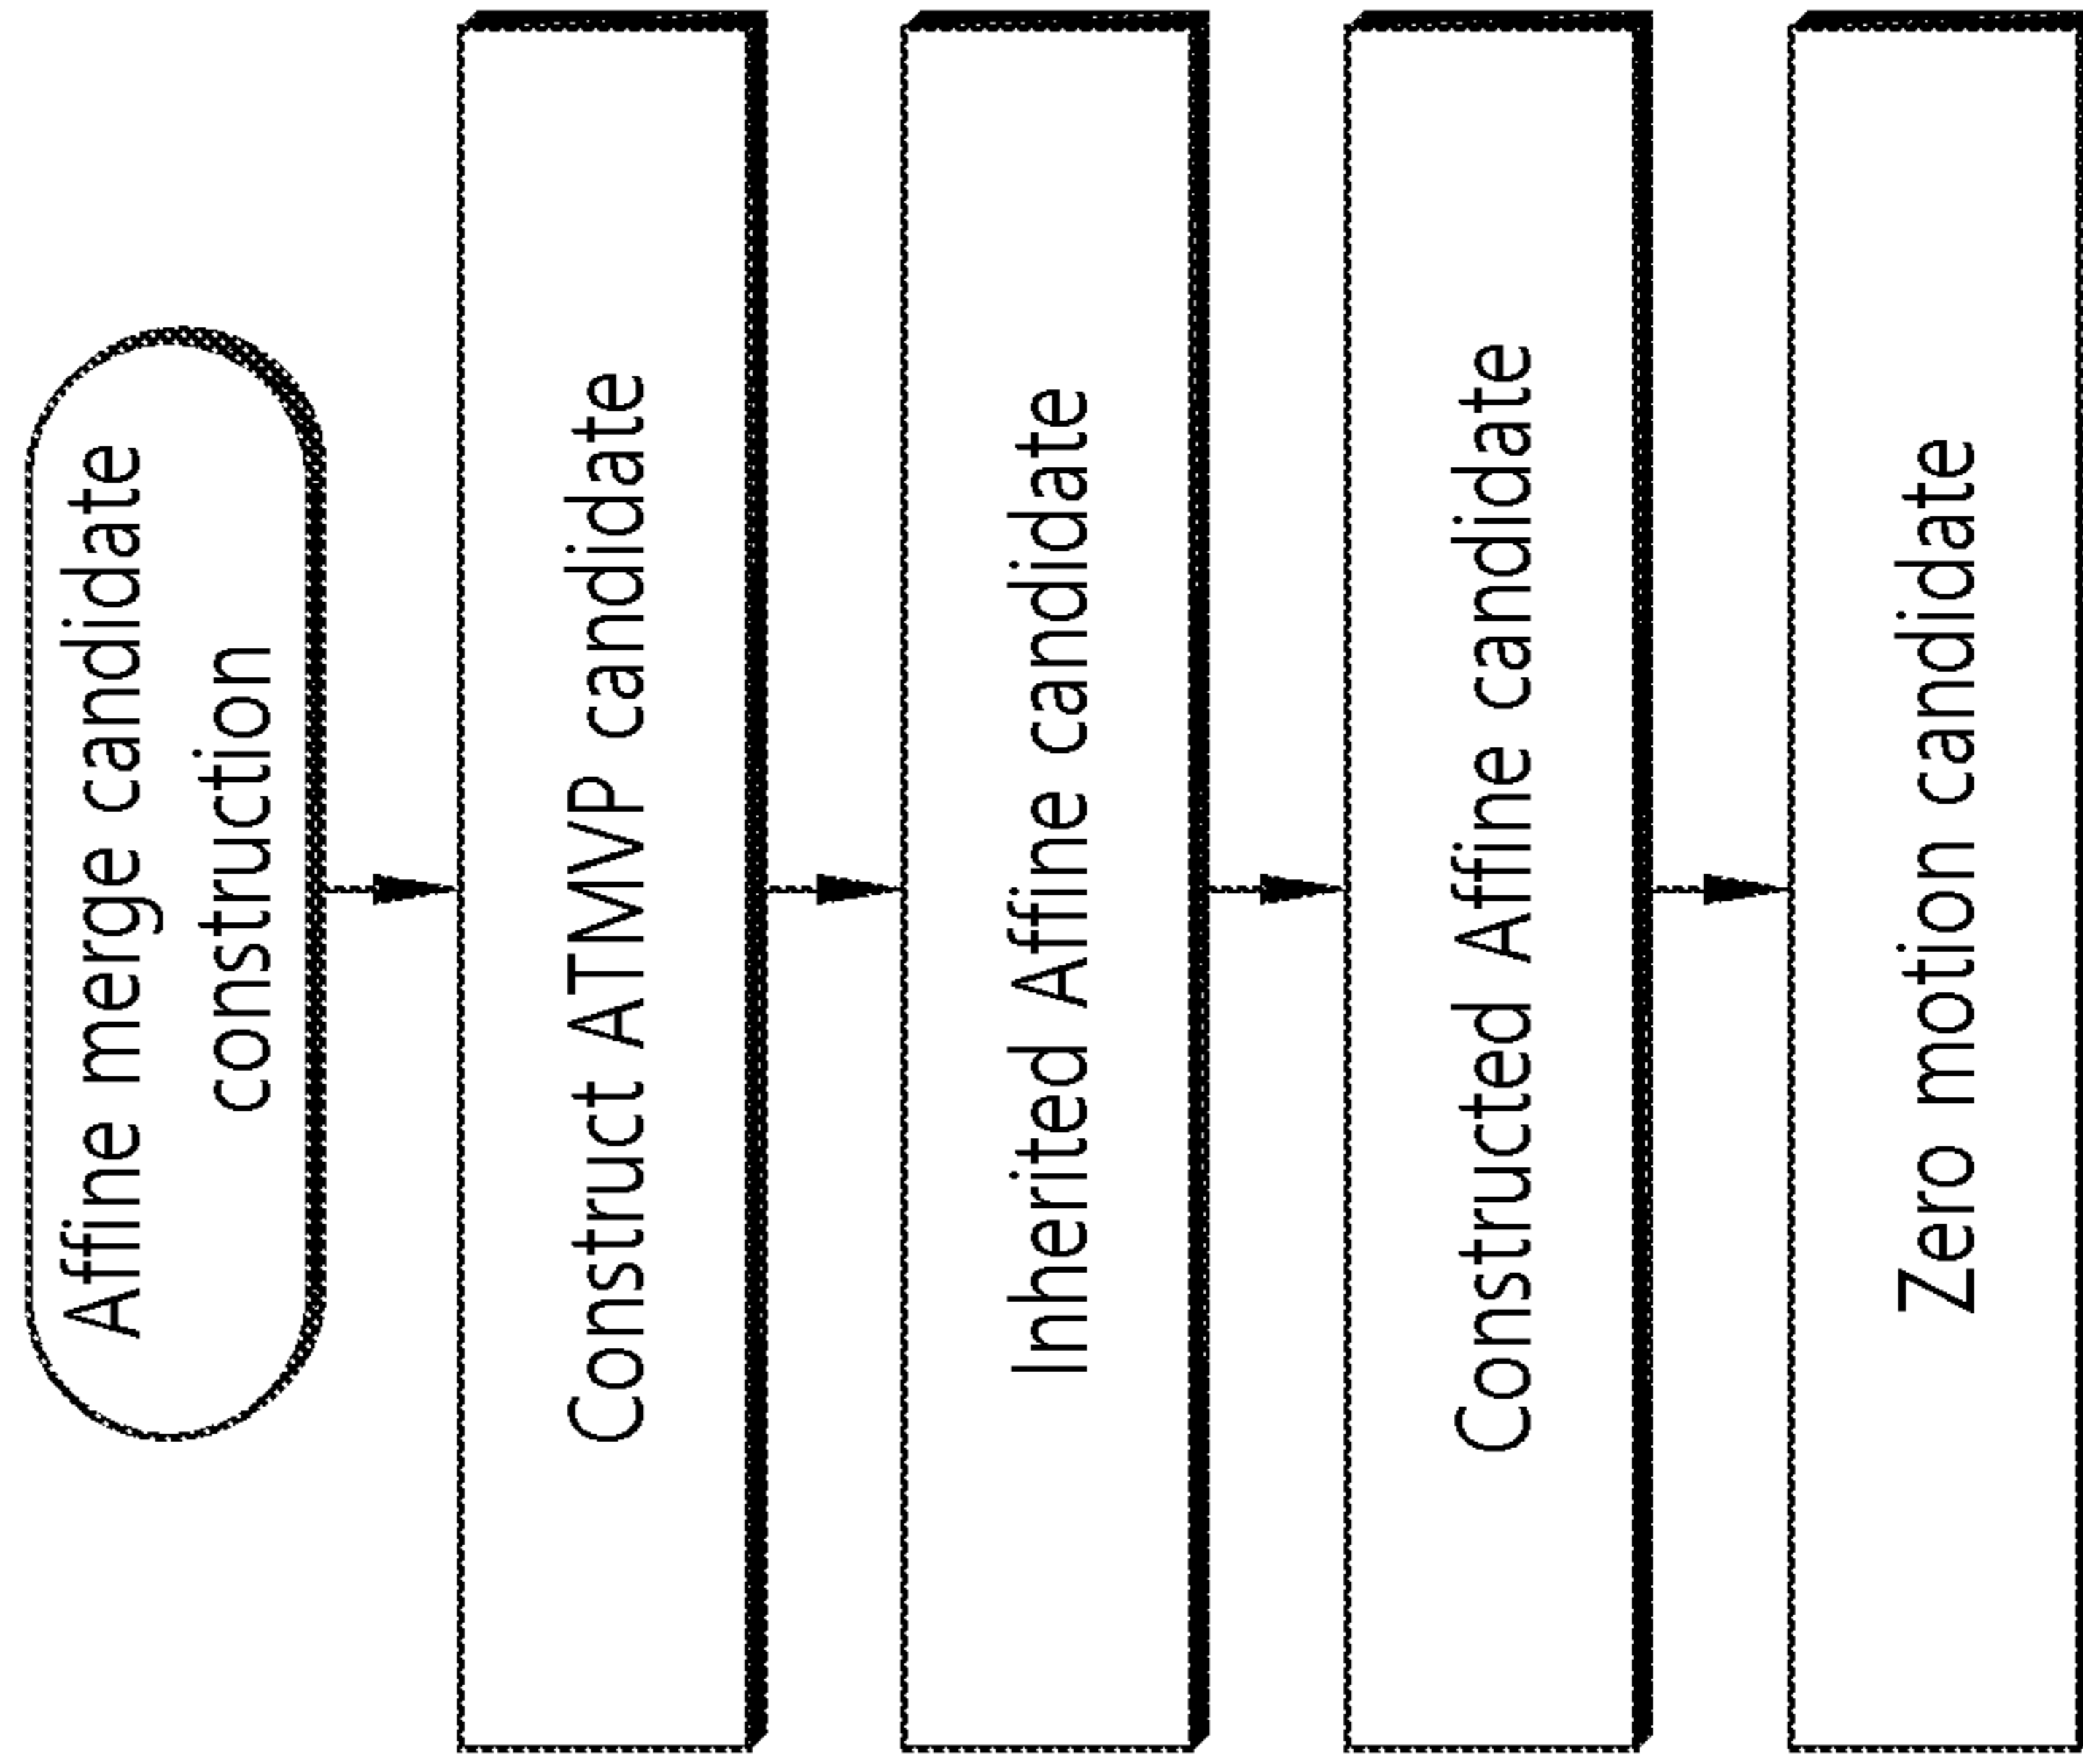 Affine merge candidate
construction
Construct ATMVP candidate
Inherited Affine candidate
Constructed Affine candidate
Zero motion candidate